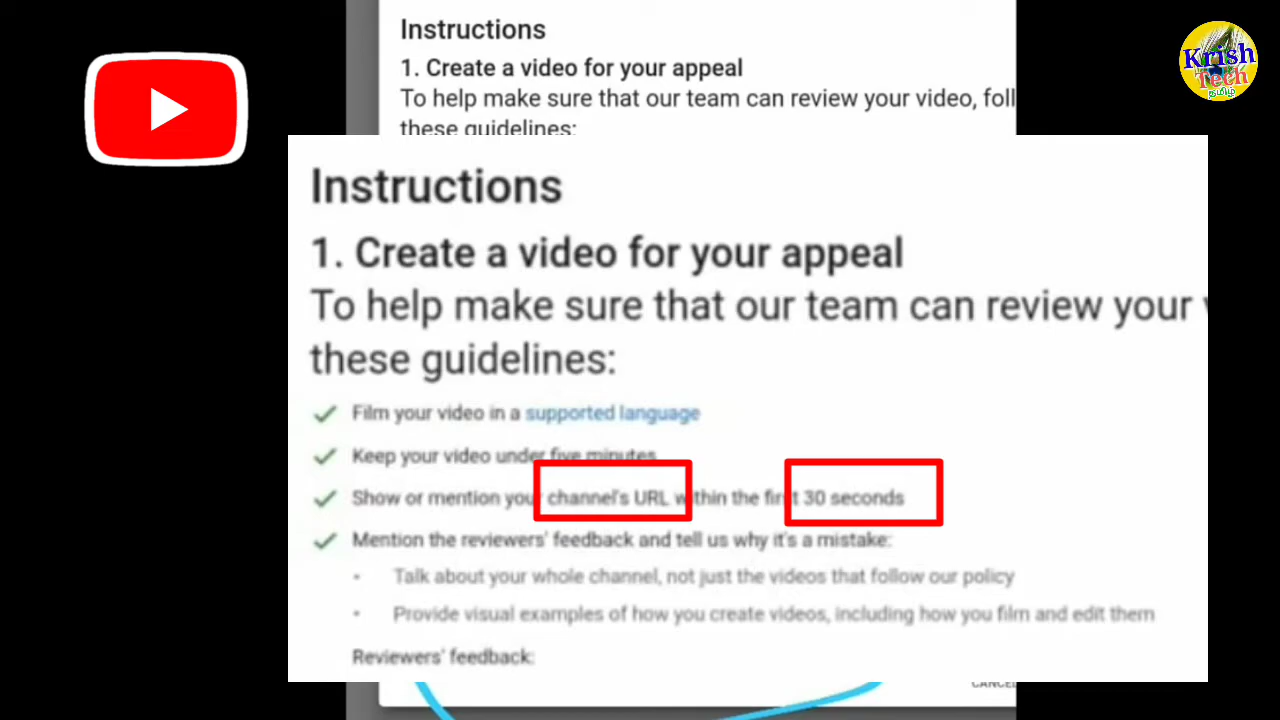 Instructions
1. Create a video for your appeal
To help make sure that our team can review your video, foll
these guidelines:
Krish
Tech
தமிழ்
Instructions
1. Create a video for your appeal
To help make sure that our team can review your
these guidelines:
Film your video in a supported language
Keep your video under five minutes
Show or mention your channel's URL within the first 30 seconds
Mention the reviewers' feedback and tell us why it's a mistake:
• Talk about your whole channel, not just the videos that follow our policy
• Provide visual examples of how you create videos, including how you film and edit them
Reviewers' feedback:
CANCEL